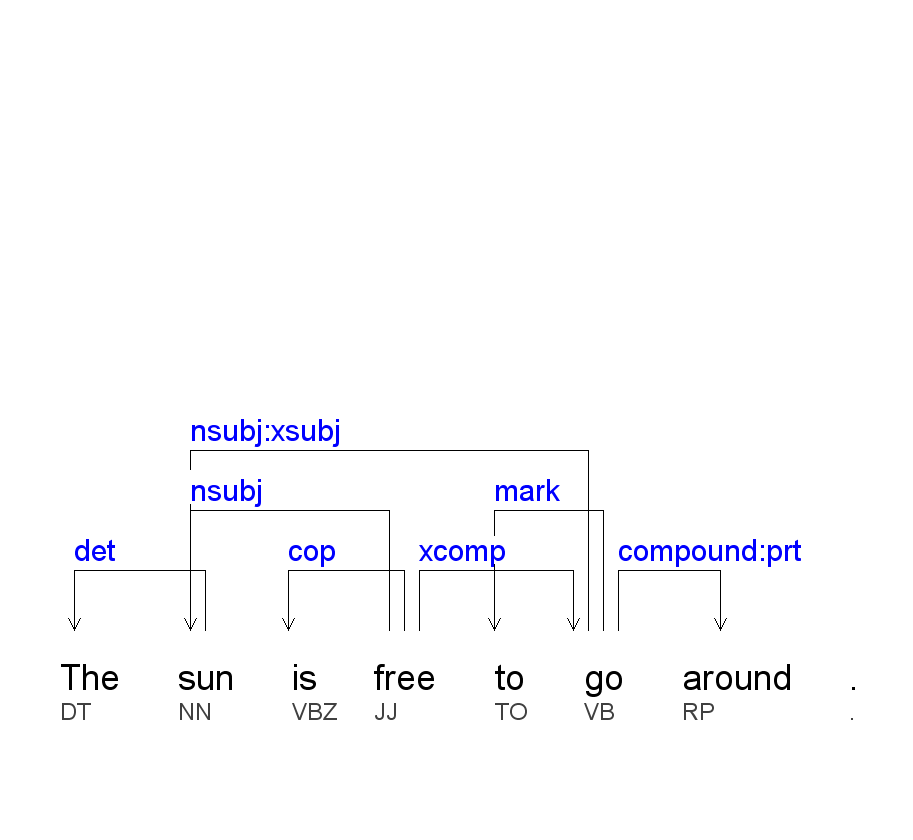 nsubj:xsubj
nsubj mark
det cop xcomp compound:prt
The sun is free to go around .
DT NN VBZ JJ TO VB RP .